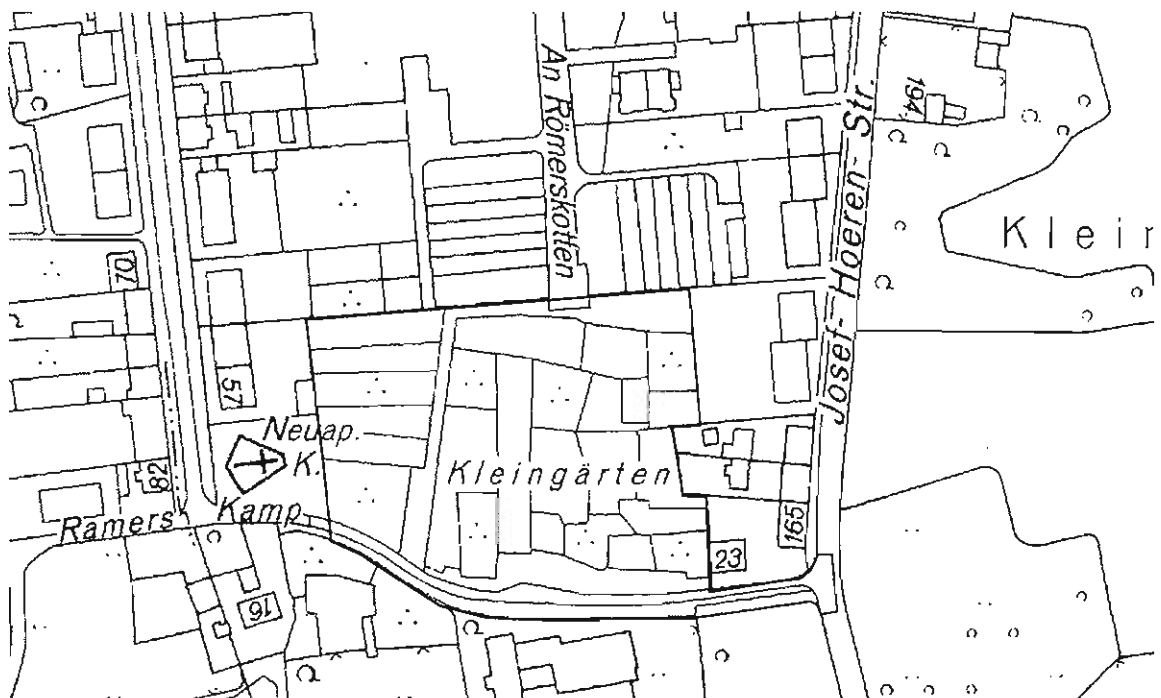 An Römerskotten
194
Josef-Hoeren-Str.
Klein
70
57
Neuap.
K.
82
Kleingärten
Ramers
Kamp
165
23
16